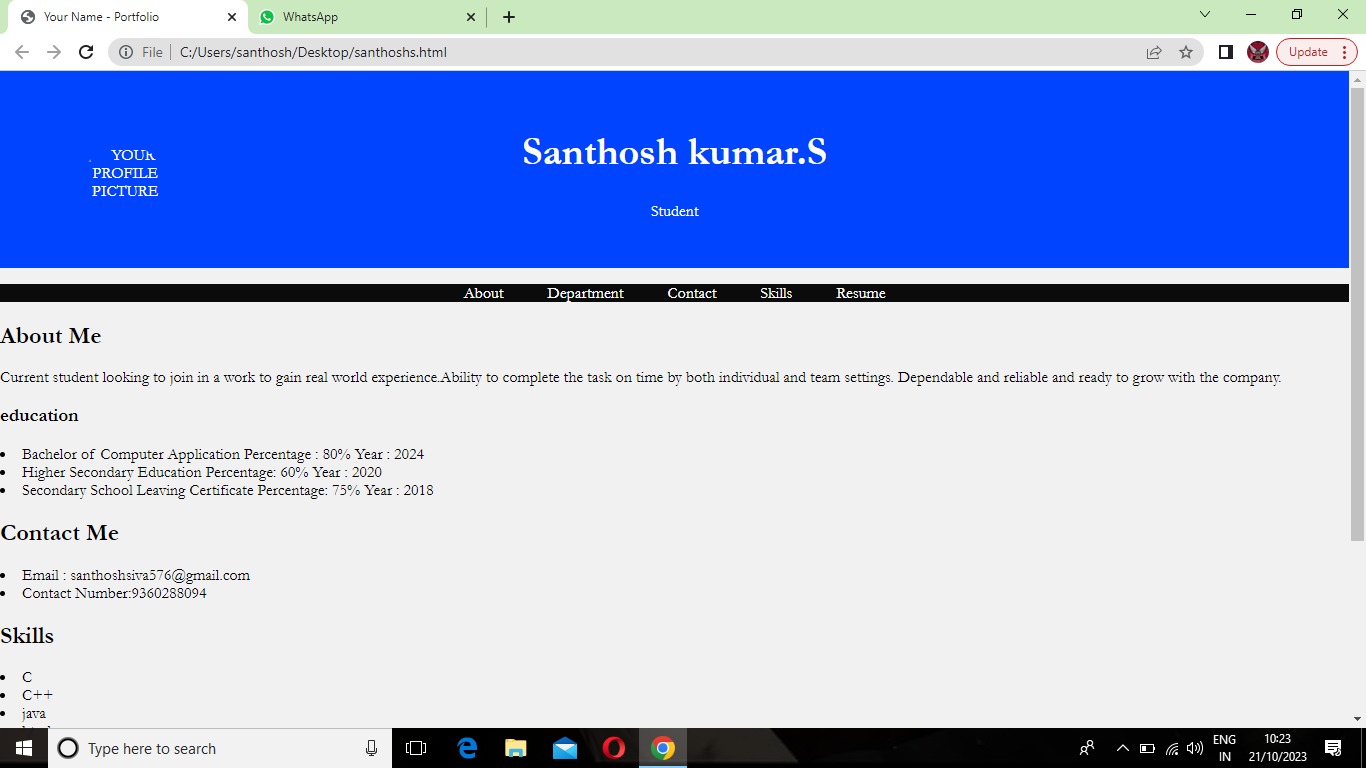 Your Name - Portfolio
WhatsApp
File
C:/Users/santhosh/Desktop/santhoshs.html
Update
YOUR
PROFILE
PICTURE
Santhosh kumar.S
Student
About Department Contact Skills Resume
About Me
Current student looking to join in a work to gain real world experience.Ability to complete the task on time by both individual and team settings. Dependable and reliable and ready to grow with the company.
education
• Bachelor of Computer Application Percentage : 80% Year : 2024
• Higher Secondary Education Percentage: 60% Year : 2020
• Secondary School Leaving Certificate Percentage: 75% Year : 2018
Contact Me
• Email : santhoshsiva576@gmail.com
• Contact Number:9360288094
Skills
• C
• C++
• java
Type here to search
ENG
IN
10:23
21/10/2023